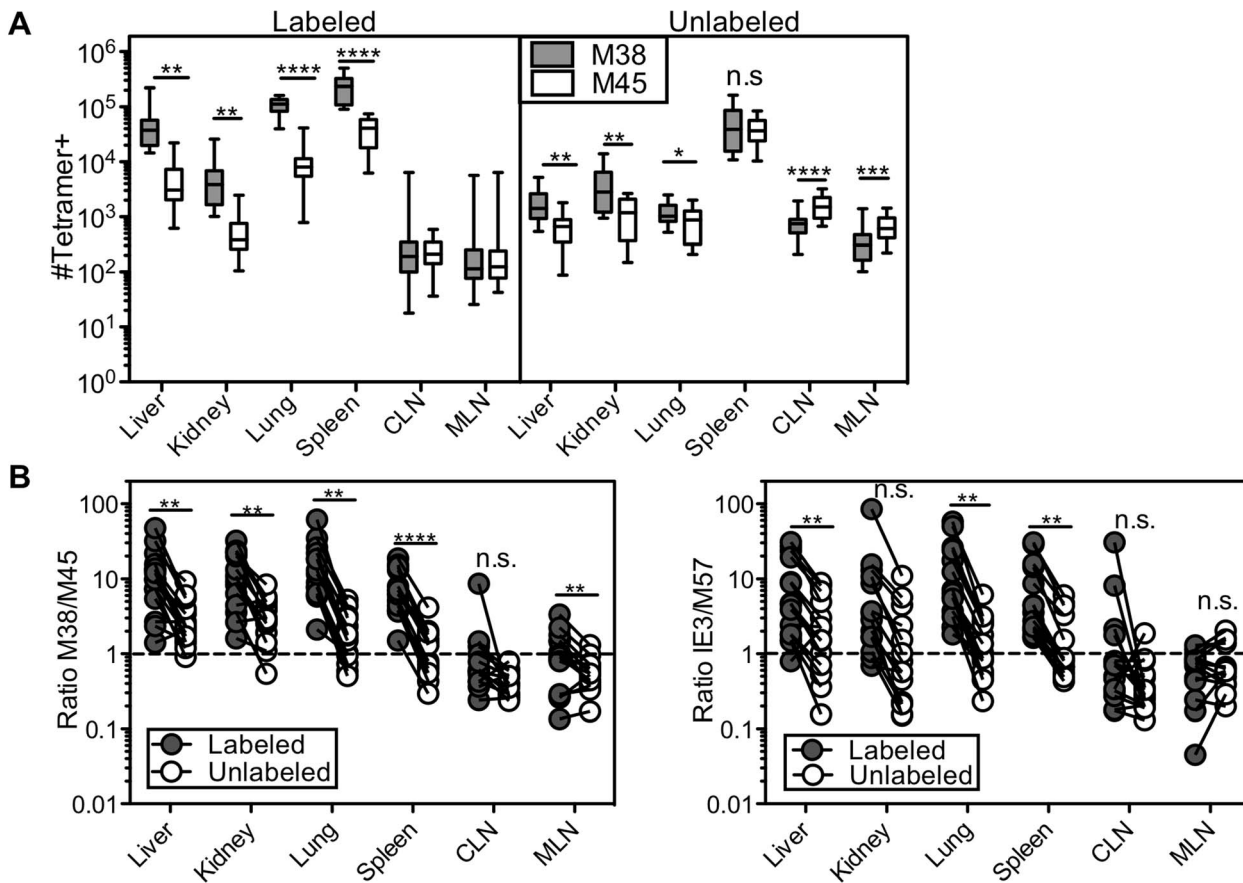 A
Labeled
Unlabeled
#Tetramer+
10⁶
10⁵
10⁴
10³
10²
10¹
10⁰
**
**
****
****
M38
M45
**
**
*
n.s
****
***
Liver
Kidney
Lung
Spleen
CLN
MLN
Liver
Kidney
Lung
Spleen
CLN
MLN
B
Ratio M38/M45
100
10
1
0.1
0.01
**
**
**
****
n.s.
**
Labeled
Unlabeled
Liver
Kidney
Lung
Spleen
CLN
MLN
Ratio IE3/M57
100
10
1
0.1
0.01
**
n.s.
**
**
n.s.
n.s.
Labeled
Unlabeled
Liver
Kidney
Lung
Spleen
CLN
MLN